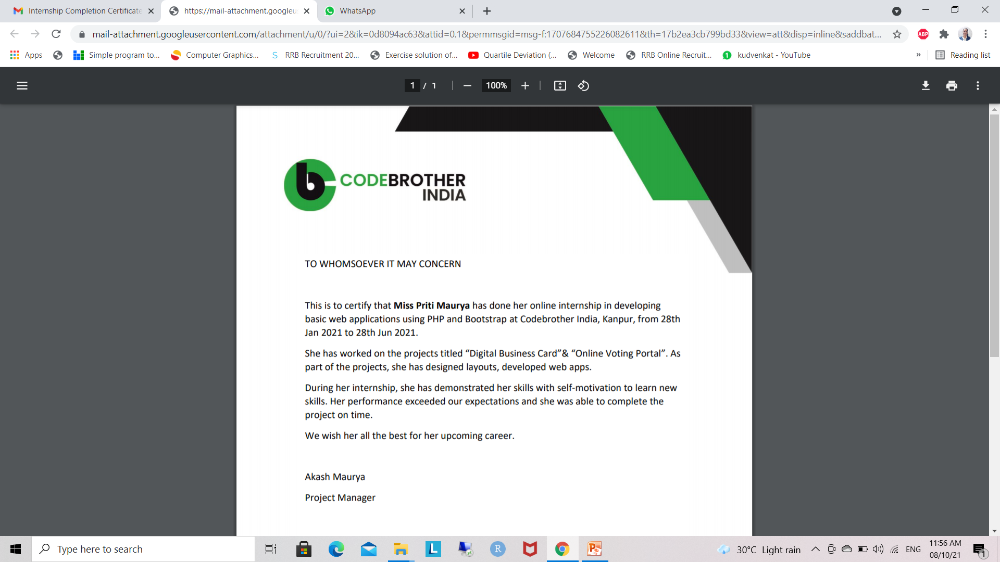 Internship Completion Certificate
https://mail-attachment.googleu
WhatsApp
mail-attachment.googleusercontent.com/attachment/u/0/?ui=2&ik=0d8094ac63&attid=0.1&permmsgid=msg-f:1707684755226082611&th=17b2ea3cb799bd33&view=att&disp=inline&saddbat...
ABP
Apps
Simple program to...
Computer Graphics...
S RRB Recruitment 20...
Exercise solution of...
Quartile Deviation (...
Welcome
RRB Online Recruit...
1 kudvenkat - YouTube
»
Reading list
1 / 1
100%
b CODEBROTHER
INDIA
TO WHOMSOEVER IT MAY CONCERN
This is to certify that Miss Priti Maurya has done her online internship in developing
basic web applications using PHP and Bootstrap at Codebrother India, Kanpur, from 28th
Jan 2021 to 28th Jun 2021.
She has worked on the projects titled “Digital Business Card”& “Online Voting Portal”. As
part of the projects, she has designed layouts, developed web apps.
During her internship, she has demonstrated her skills with self-motivation to learn new
skills. Her performance exceeded our expectations and she was able to complete the
project on time.
We wish her all the best for her upcoming career.
Akash Maurya
Project Manager
Type here to search
L
R
P
30°C Light rain
ENG
11:56 AM
08/10/21
1